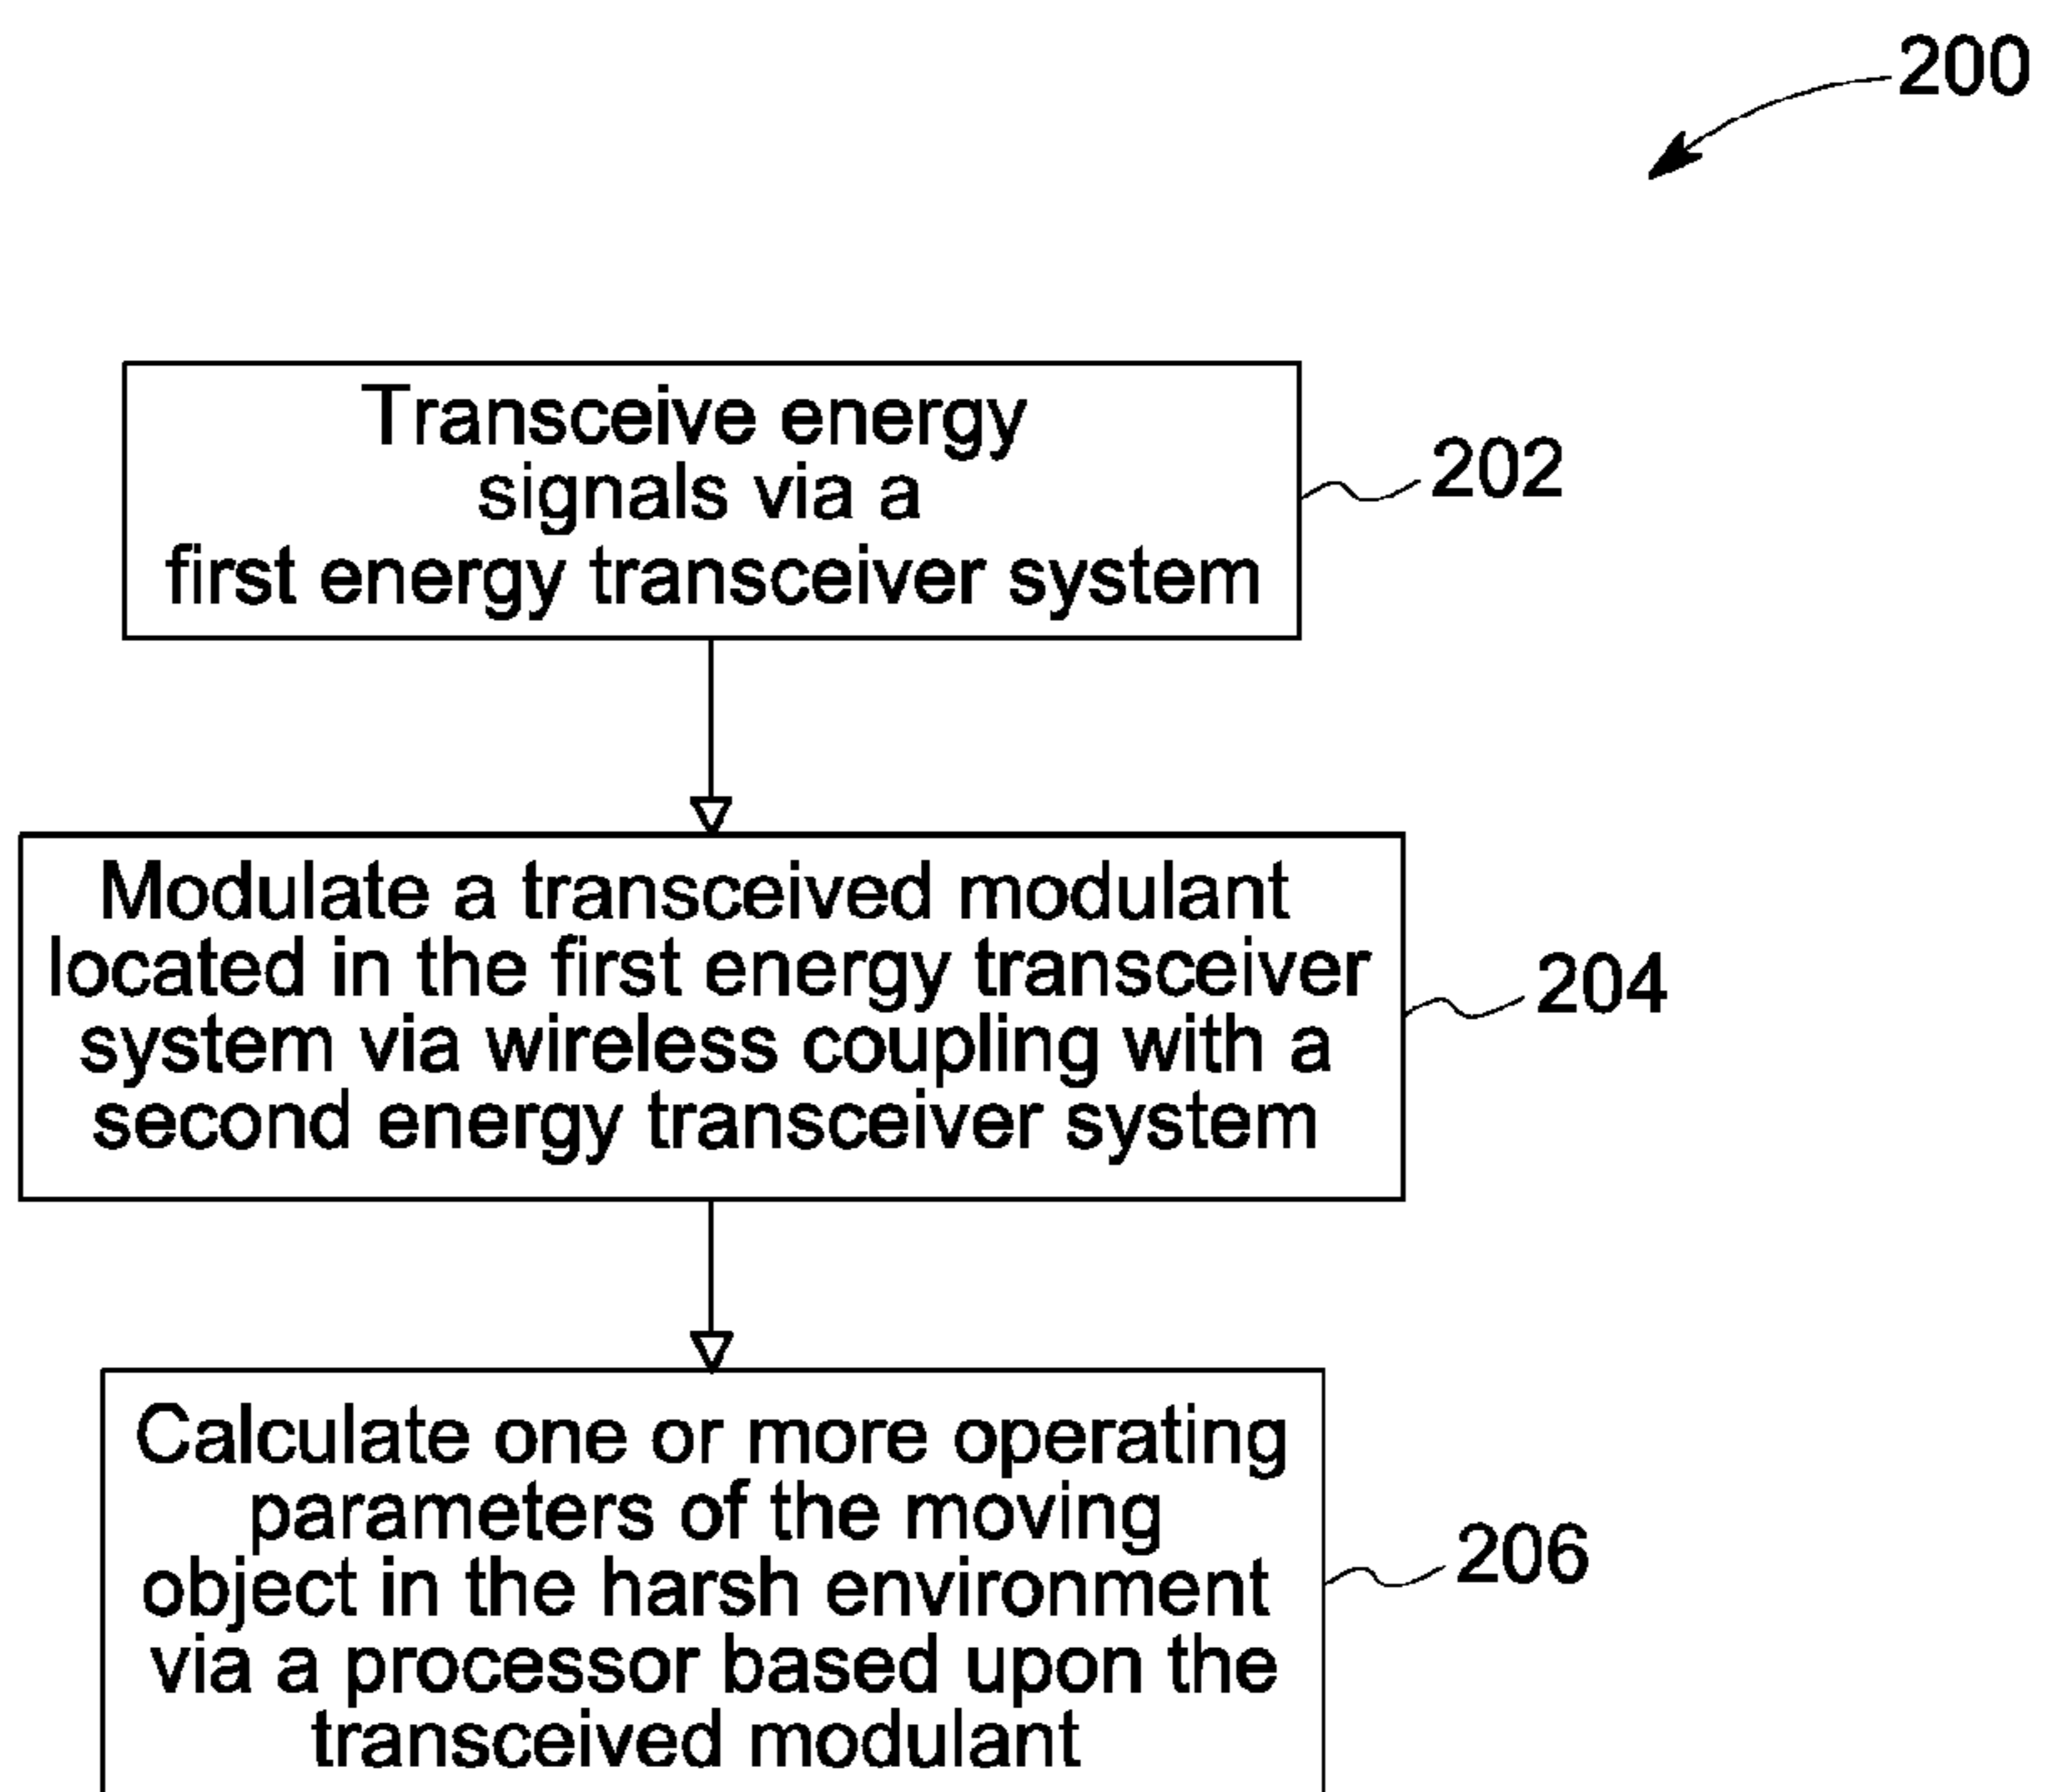 200
Transceive energy
signals via a
first energy transceiver system
202
Modulate a transceived modulant
located in the first energy transceiver
system via wireless coupling with a
second energy transceiver system
204
Calculate one or more operating
parameters of the moving
object in the harsh environment
via a processor based upon the
transceived modulant
206